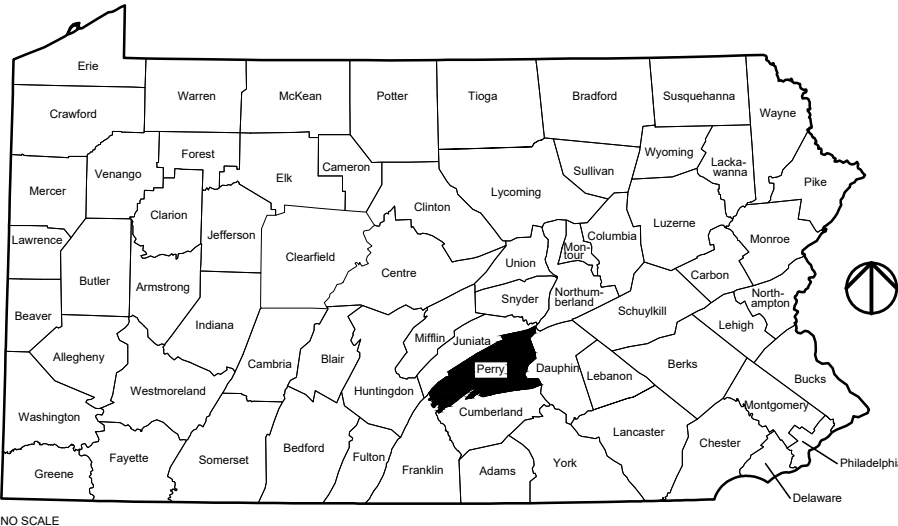 Erie
Warren
McKean
Potter
Tioga
Bradford
Susquehanna
Wayne
Crawford
Forest
Venango
Elk
Cameron
Wyoming
Lacka-
wanna
Sullivan
Pike
Mercer
Lycoming
Clinton
Clarion
Luzerne
Jefferson
Columbia
Monroe
Lawrence
Mon-
tour
Clearfield
Union
Centre
Carbon
Butler
Armstrong
Snyder
Northum-
berland
North-
ampton
Beaver
Schuylkill
Indiana
Lehigh
Mifflin
Juniata
Allegheny
Cambria
Blair
Perry
Dauphin
Lebanon
Berks
Bucks
Westmoreland
Huntingdon
Cumberland
Montgomery
Washington
Lancaster
Chester
Bedford
Fulton
Fayette
Somerset
Franklin
Adams
York
Greene
Philadelphia
Delaware
NO SCALE